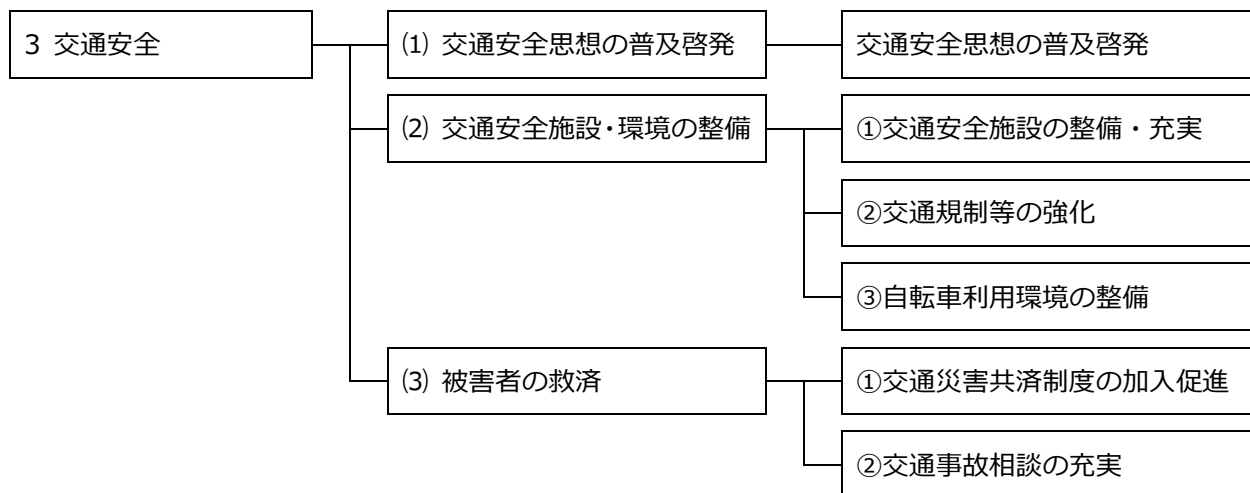 3 交通安全
⑴ 交通安全思想の普及啓発
交通安全思想の普及啓発
⑵ 交通安全施設・環境の整備
①交通安全施設の整備・充実
②交通規制等の強化
③自転車利用環境の整備
⑶ 被害者の救済
①交通災害共済制度の加入促進
②交通事故相談の充実